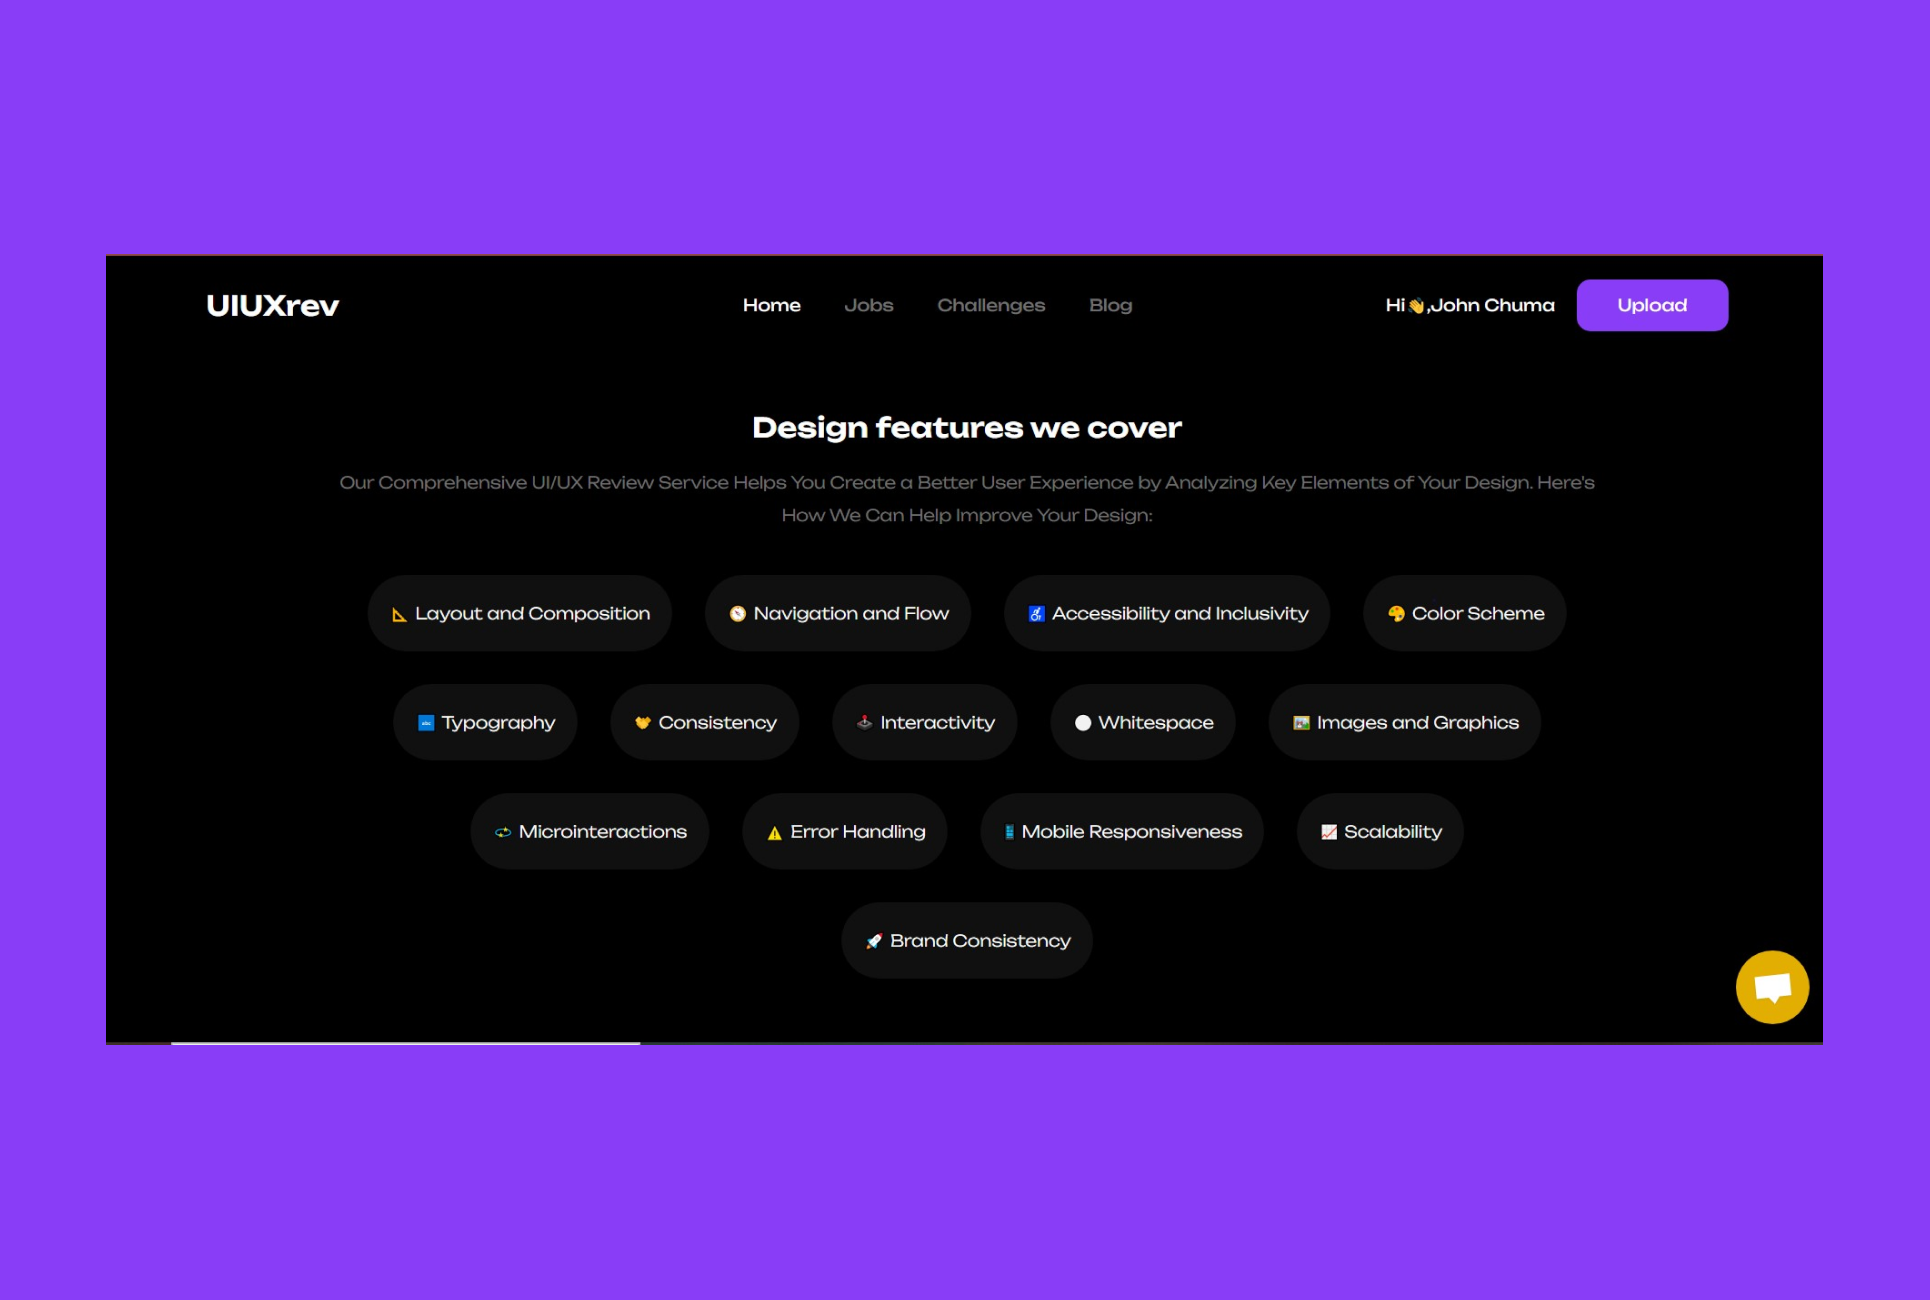 UIUXrev
Home Jobs Challenges Blog
Hi👋,John Chuma
Upload
Design features we cover
Our Comprehensive UI/UX Review Service Helps You Create a Better User Experience by Analyzing Key Elements of Your Design. Here's
How We Can Help Improve Your Design:
📐 Layout and Composition
🧭 Navigation and Flow
♿ Accessibility and Inclusivity
🎨 Color Scheme
🔤 Typography
🤝 Consistency
🕹️ Interactivity
⚪ Whitespace
🖼️ Images and Graphics
💫 Microinteractions
⚠️ Error Handling
📱 Mobile Responsiveness
📈 Scalability
🚀 Brand Consistency